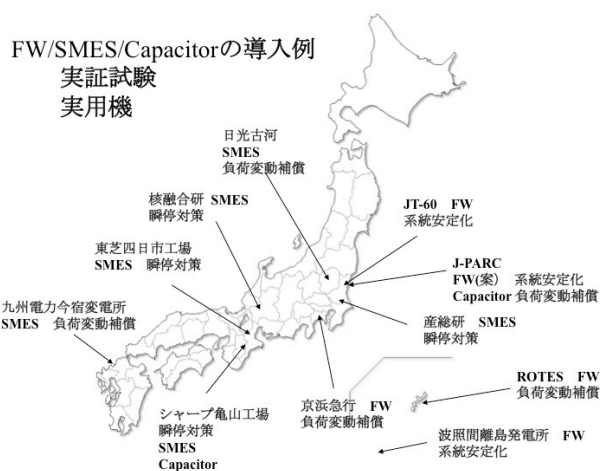 FW/SMES/Capacitorの導入例
実証試験
実用機
日光古河
SMES
負荷変動補償
核融合研 SMES
瞬停対策
東芝四日市工場
SMES 瞬停対策
九州電力今宿変電所
SMES 負荷変動補償
JT-60 FW
系統安定化
J-PARC
FW(案) 系統安定化
Capacitor 負荷変動補償
産総研 SMES
瞬停対策
シャープ亀山工場
瞬停対策
SMES
Capacitor
京浜急行 FW
負荷変動補償
ROTES FW
負荷変動補償
波照間離島発電所 FW
系統安定化